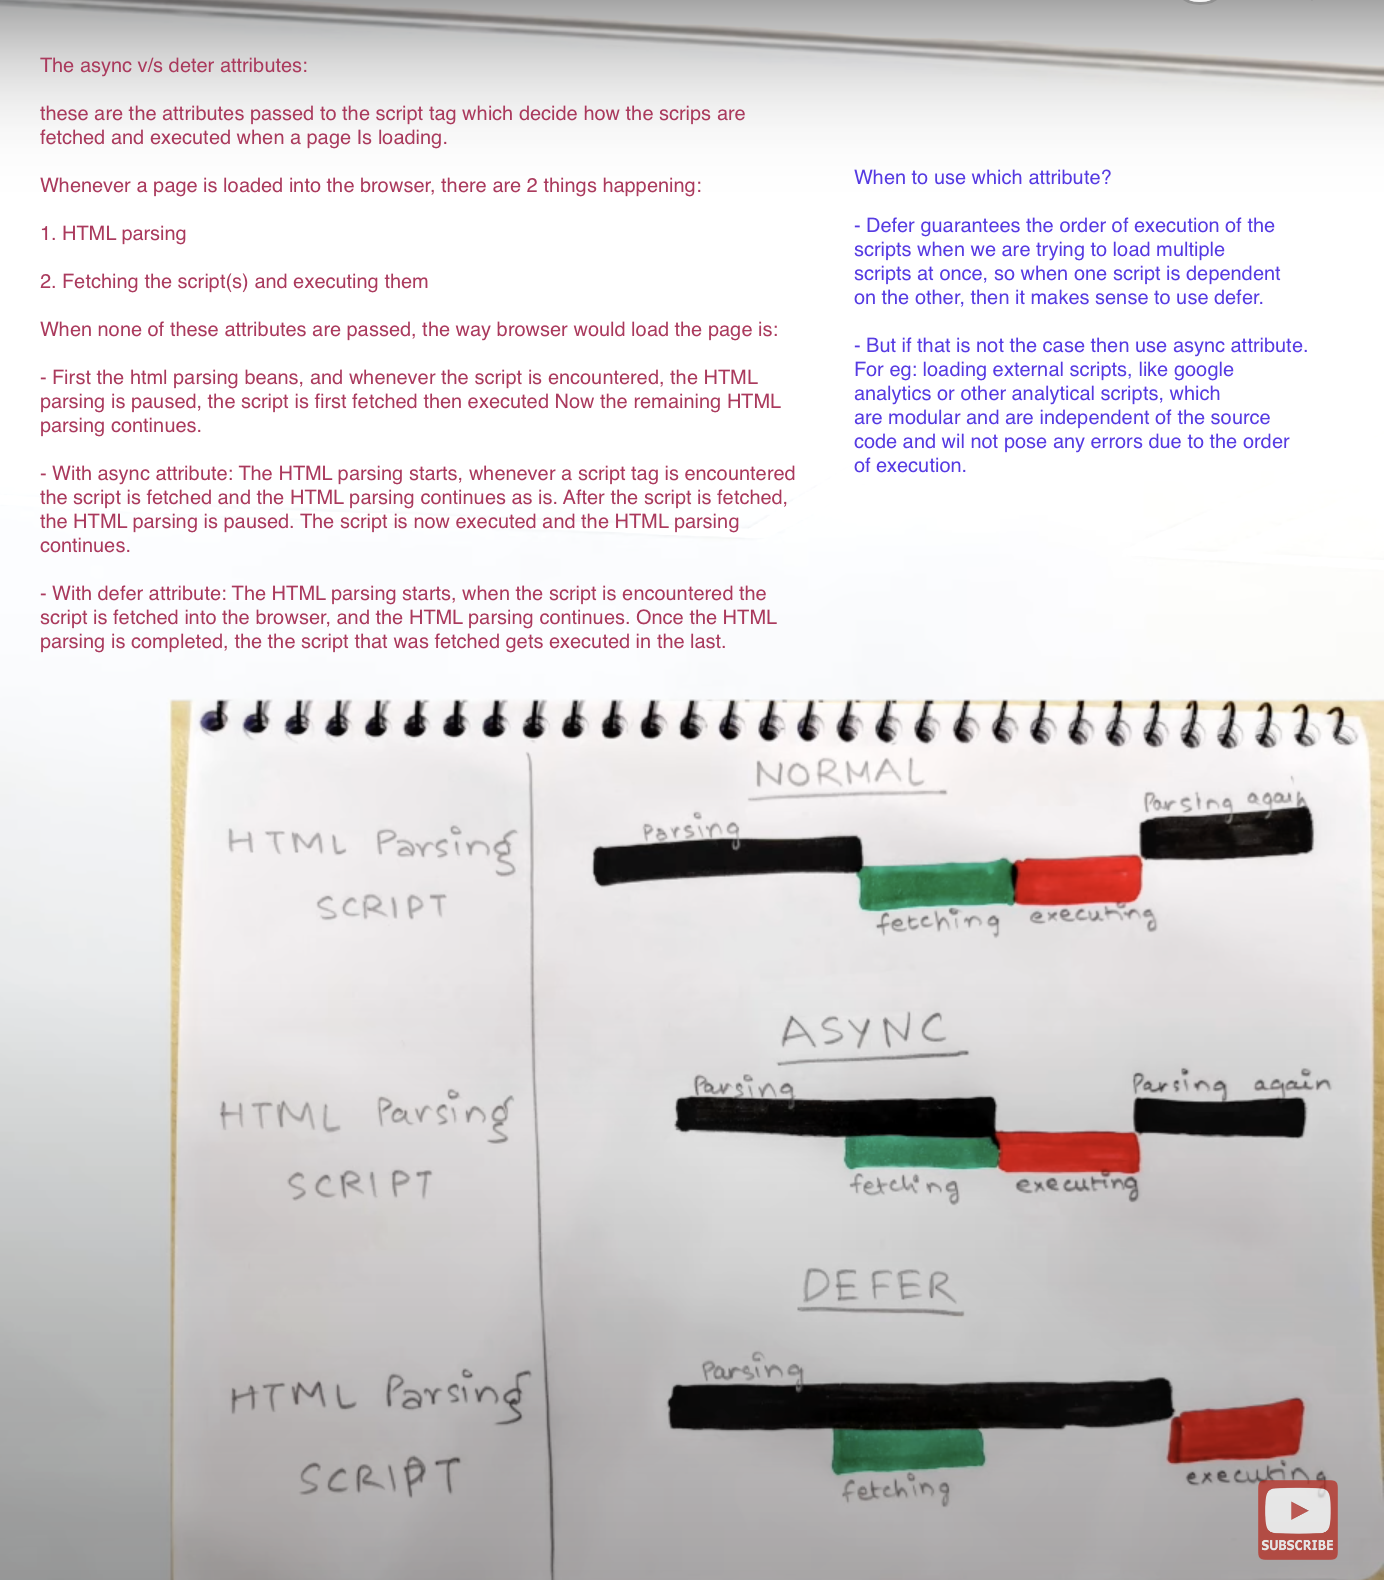 The async v/s deter attributes:
these are the attributes passed to the script tag which decide how the scrips are
fetched and executed when a page Is loading.
Whenever a page is loaded into the browser, there are 2 things happening:
1. HTML parsing
2. Fetching the script(s) and executing them
When none of these attributes are passed, the way browser would load the page is:
- First the html parsing beans, and whenever the script is encountered, the HTML
parsing is paused, the script is first fetched then executed Now the remaining HTML
parsing continues.
- With async attribute: The HTML parsing starts, whenever a script tag is encountered
the script is fetched and the HTML parsing continues as is. After the script is fetched,
the HTML parsing is paused. The script is now executed and the HTML parsing
continues.
- With defer attribute: The HTML parsing starts, when the script is encountered the
script is fetched into the browser, and the HTML parsing continues. Once the HTML
parsing is completed, the the script that was fetched gets executed in the last.
When to use which attribute?
- Defer guarantees the order of execution of the
scripts when we are trying to load multiple
scripts at once, so when one script is dependent
on the other, then it makes sense to use defer.
- But if that is not the case then use async attribute.
For eg: loading external scripts, like google
analytics or other analytical scripts, which
are modular and are independent of the source
code and wil not pose any errors due to the order
of execution.
NORMAL
Parsing again
Parsing
HTML Parsing
SCRIPT
fetching executing
ASYNC
Parsing
Parsing again
HTML Parsing
SCRIPT
fetching executing
DEFER
Parsing
HTML Parsing
SCRIPT
fetching
executing
SUBSCRIBE